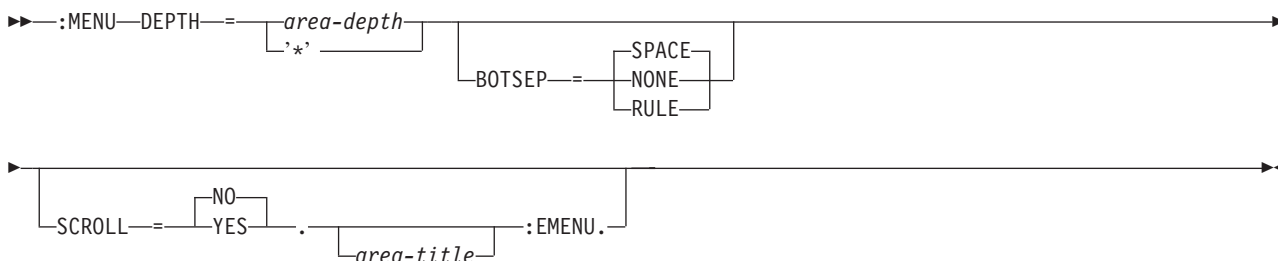 :MENU DEPTH = area-depth
'*'
BOTSEP = SPACE
NONE
RULE
SCROLL = NO
YES . area-title :EMENU.